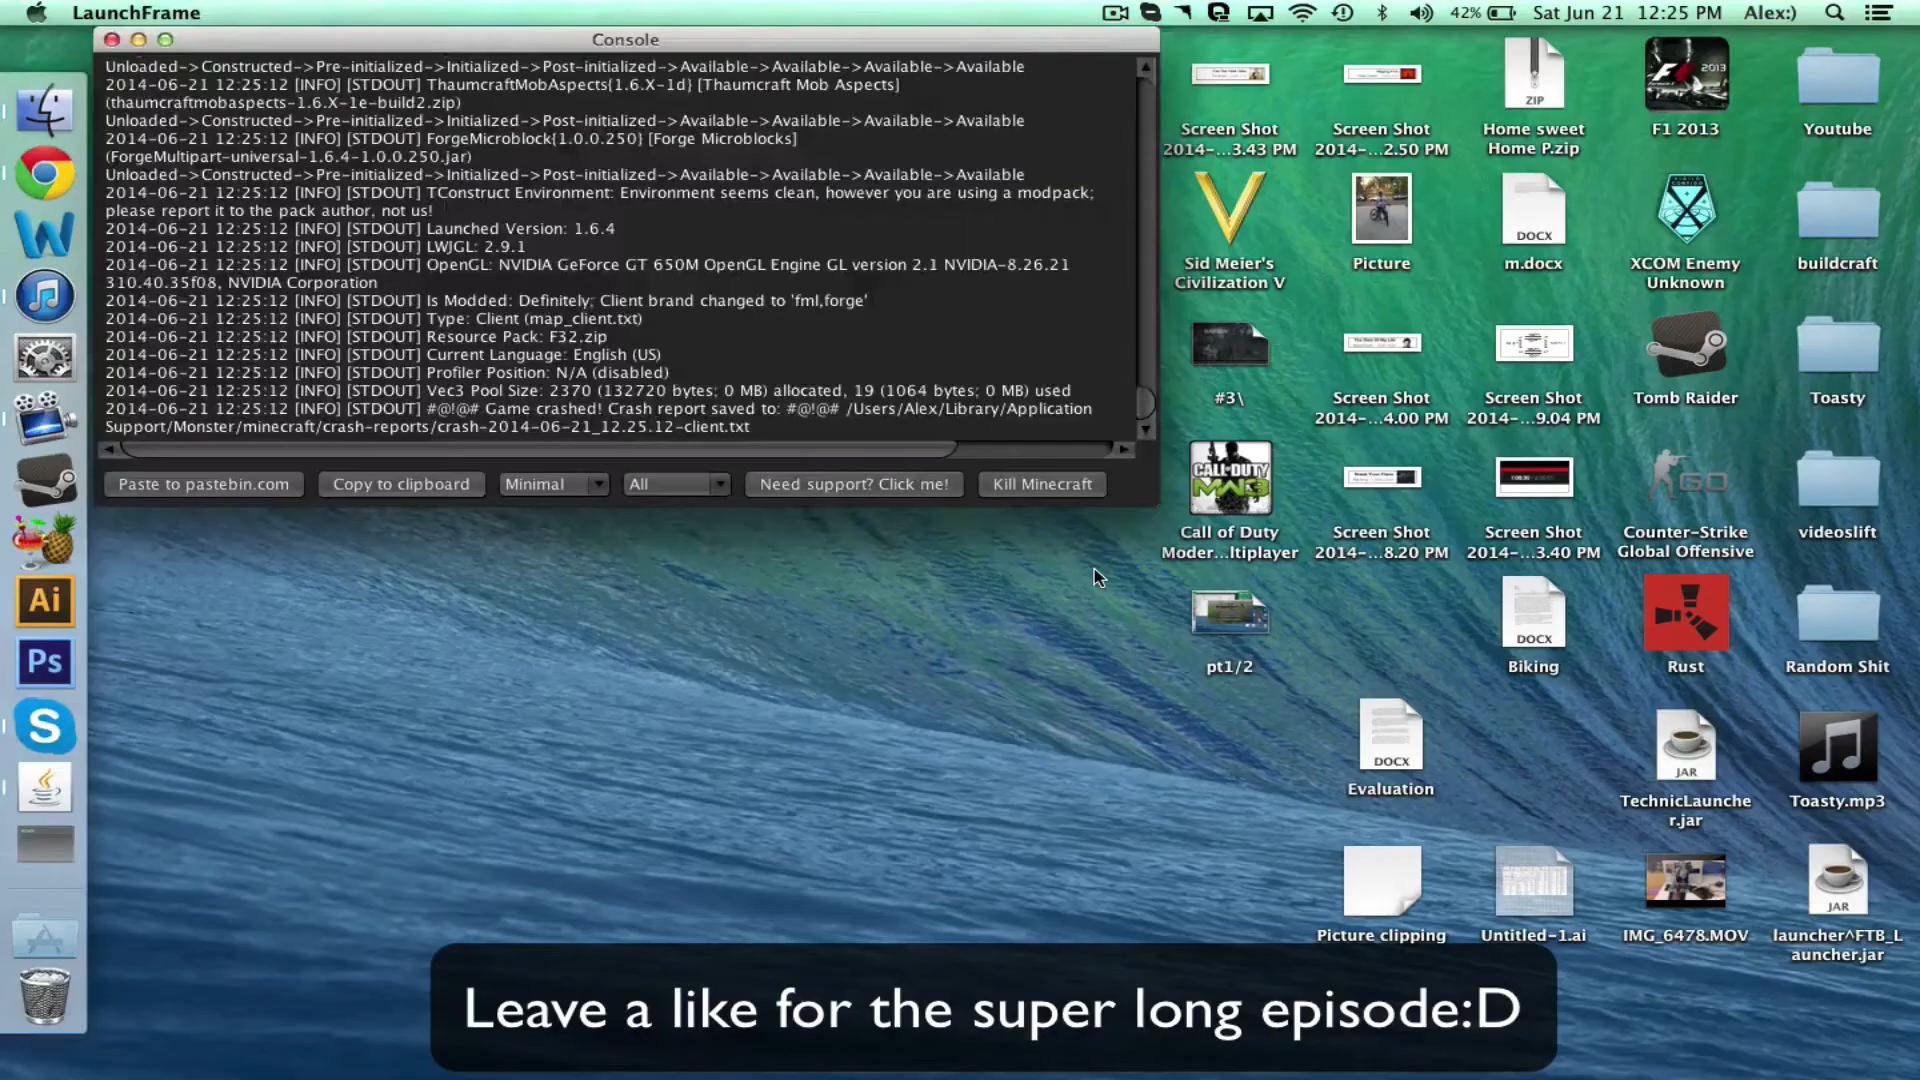 LaunchFrame
42%
Sat Jun 21 12:25 PM
Alex:)
Console
Unloaded->Constructed->Pre-initialized->Initialized->Post-initialized->Available->Available->Available->Available
2014-06-21 12:25:12 [INFO] [STDOUT] ThaumcraftMobAspects{1.6.X-1d} [Thaumcraft Mob Aspects]
(thaumcraftmobaspects-1.6.X-1e-build2.zip)
Unloaded->Constructed->Pre-initialized->Initialized->Post-initialized->Available->Available->Available->Available
2014-06-21 12:25:12 [INFO] [STDOUT] ForgeMicroblock{1.0.0.250} [Forge Microblocks]
(ForgeMultipart-universal-1.6.4-1.0.0.250.jar)
Unloaded->Constructed->Pre-initialized->Initialized->Post-initialized->Available->Available->Available->Available
2014-06-21 12:25:12 [INFO] [STDOUT] TConstruct Environment: Environment seems clean, however you are using a modpack;
please report it to the pack author, not us!
2014-06-21 12:25:12 [INFO] [STDOUT] Launched Version: 1.6.4
2014-06-21 12:25:12 [INFO] [STDOUT] LWJGL: 2.9.1
2014-06-21 12:25:12 [INFO] [STDOUT] OpenGL: NVIDIA GeForce GT 650M OpenGL Engine GL version 2.1 NVIDIA-8.26.21
310.40.35f08, NVIDIA Corporation
2014-06-21 12:25:12 [INFO] [STDOUT] Is Modded: Definitely; Client brand changed to 'fml,forge'
2014-06-21 12:25:12 [INFO] [STDOUT] Type: Client (map_client.txt)
2014-06-21 12:25:12 [INFO] [STDOUT] Resource Pack: F32.zip
2014-06-21 12:25:12 [INFO] [STDOUT] Current Language: English (US)
2014-06-21 12:25:12 [INFO] [STDOUT] Profiler Position: N/A (disabled)
2014-06-21 12:25:12 [INFO] [STDOUT] Vec3 Pool Size: 2370 (132720 bytes; 0 MB) allocated, 19 (1064 bytes; 0 MB) used
2014-06-21 12:25:12 [INFO] [STDOUT] #@!@# Game crashed! Crash report saved to: #@!@# /Users/Alex/Library/Application
Support/Monster/minecraft/crash-reports/crash-2014-06-21_12.25.12-client.txt
Paste to pastebin.com
Copy to clipboard
Minimal
All
Need support? Click me!
Kill Minecraft
Screen Shot
2014-...3.43 PM
Screen Shot
2014-...2.50 PM
ZIP
Home sweet
Home P.zip
2013
F1 2013
Youtube
Sid Meier's
Civilization V
Picture
DOCX
m.docx
XCOM Enemy
Unknown
buildcraft
#3\
Screen Shot
2014-...4.00 PM
Screen Shot
2014-...9.04 PM
Tomb Raider
Toasty
CALL OF DUTY
MW3
Call of Duty
Moder...ltiplayer
Screen Shot
2014-...8.20 PM
Screen Shot
2014-...3.40 PM
GO
Counter-Strike
Global Offensive
videoslift
pt1/2
DOCX
Biking
Rust
Random Shit
DOCX
Evaluation
JAR
TechnicLaunche
r.jar
Toasty.mp3
Picture clipping
Untitled-1.ai
IMG_6478.MOV
JAR
launcher^FTB_L
auncher.jar
W
Ai
Ps
S
Leave a like for the super long episode:D